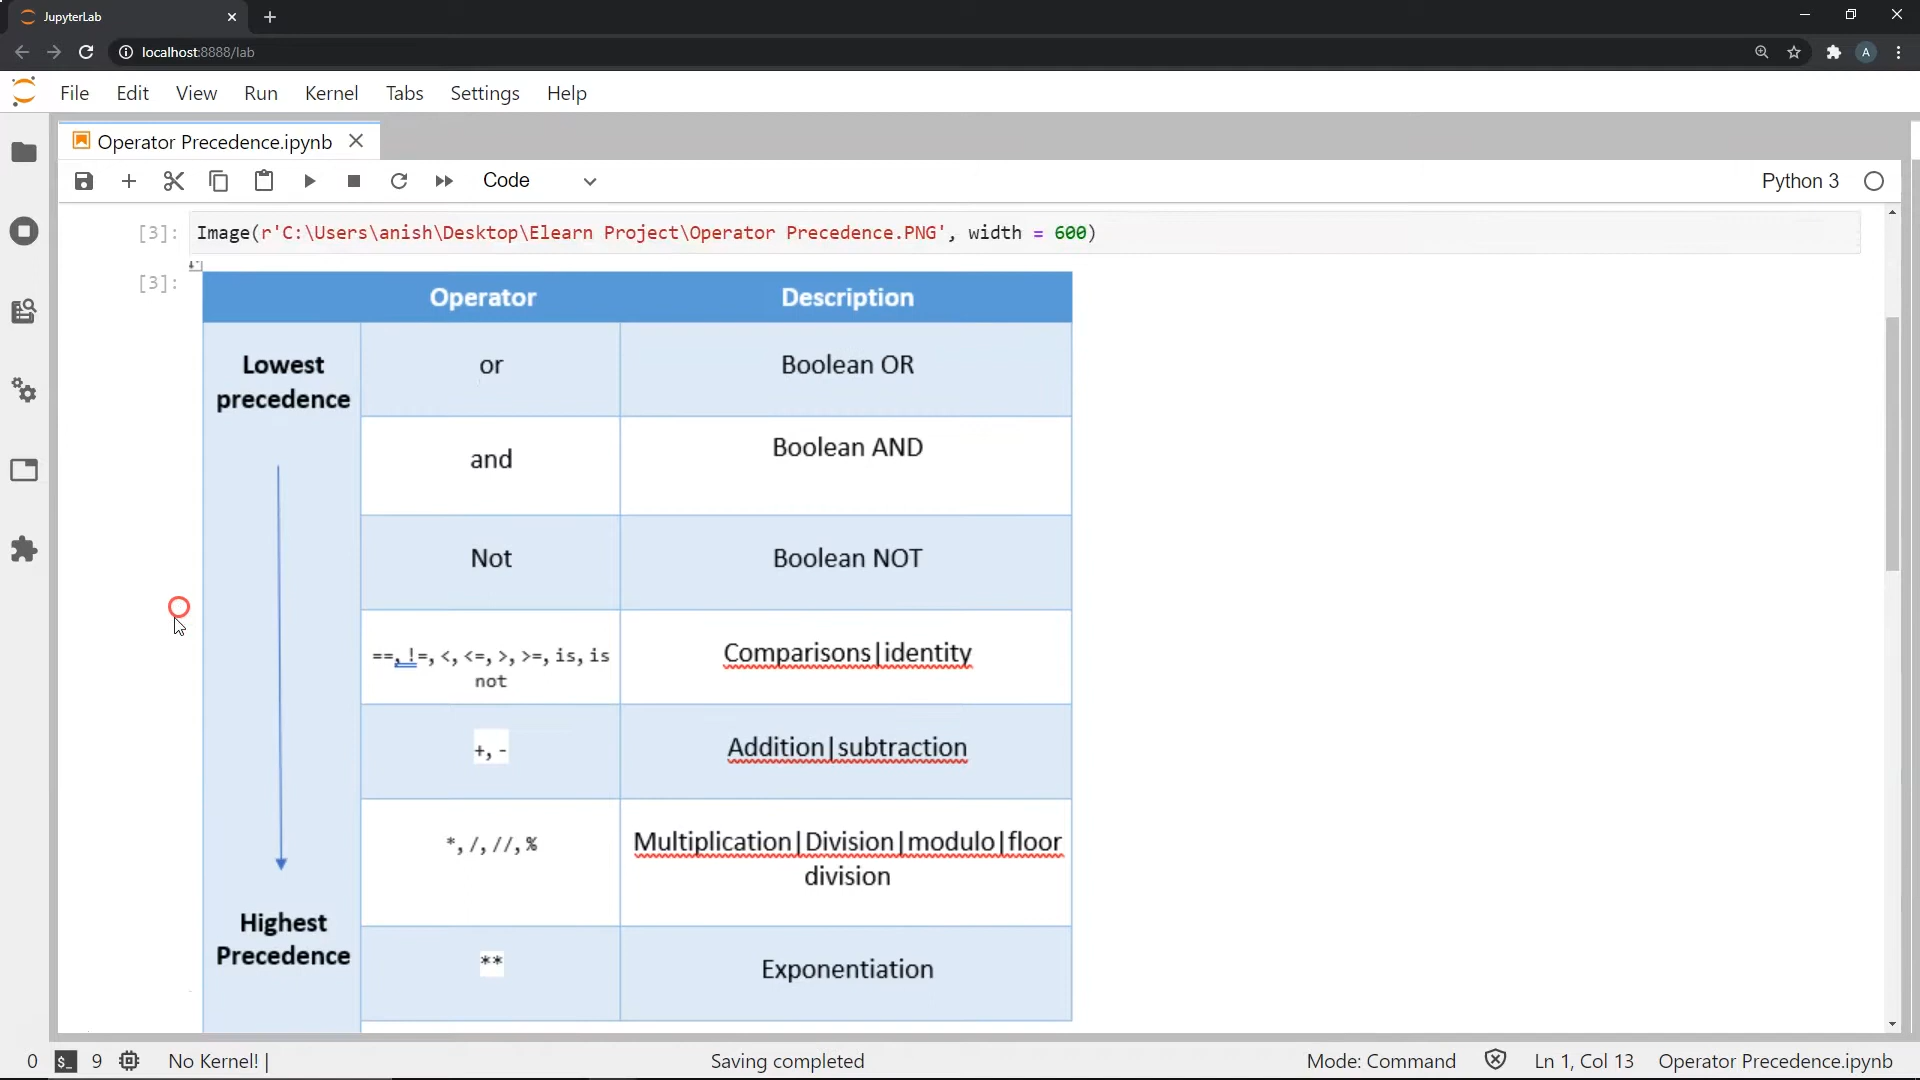 JupyterLab
localhost:8888/lab
A
File Edit View Run Kernel Tabs Settings Help
Operator Precedence.ipynb
Code
Python 3
[3]: Image(r'C:\Users\anish\Desktop\Elearn Project\Operator Precedence.PNG', width = 600)
[3]:
Operator Description
Lowest
precedence
or Boolean OR
and Boolean AND
Not Boolean NOT
==, !=, <, <=, >, >=, is, is
not
Comparisons|identity
+, - Addition|subtraction
*, /, //, % Multiplication|Division|modulo|floor
division
Highest
Precedence
** Exponentiation
0 $_ 9 No Kernel! | Saving completed Mode: Command Ln 1, Col 13 Operator Precedence.ipynb